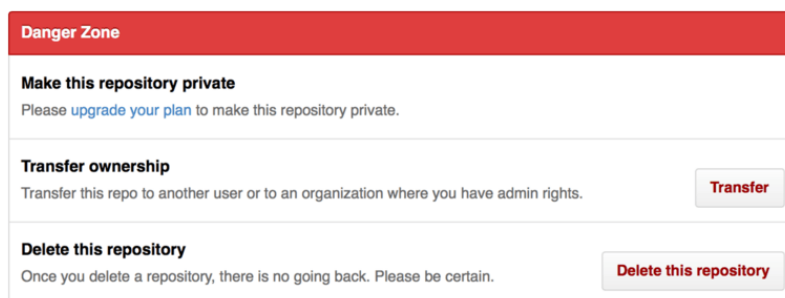 Danger Zone
Make this repository private
Please upgrade your plan to make this repository private.
Transfer ownership
Transfer this repo to another user or to an organization where you have admin rights.
Transfer
Delete this repository
Once you delete a repository, there is no going back. Please be certain.
Delete this repository